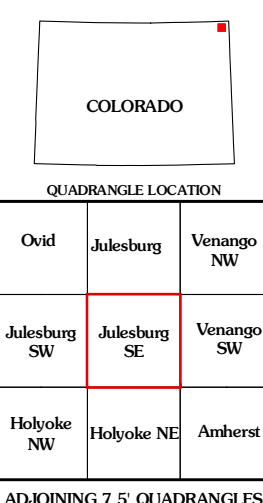 COLORADO
QUADRANGLE LOCATION
Ovid
Julesburg
Venango
NW
Julesburg
SW
Julesburg
SE
Venango
SW
Holyoke
NW
Holyoke NE
Amherst
ADJOINING 7.5' QUADRANGLES